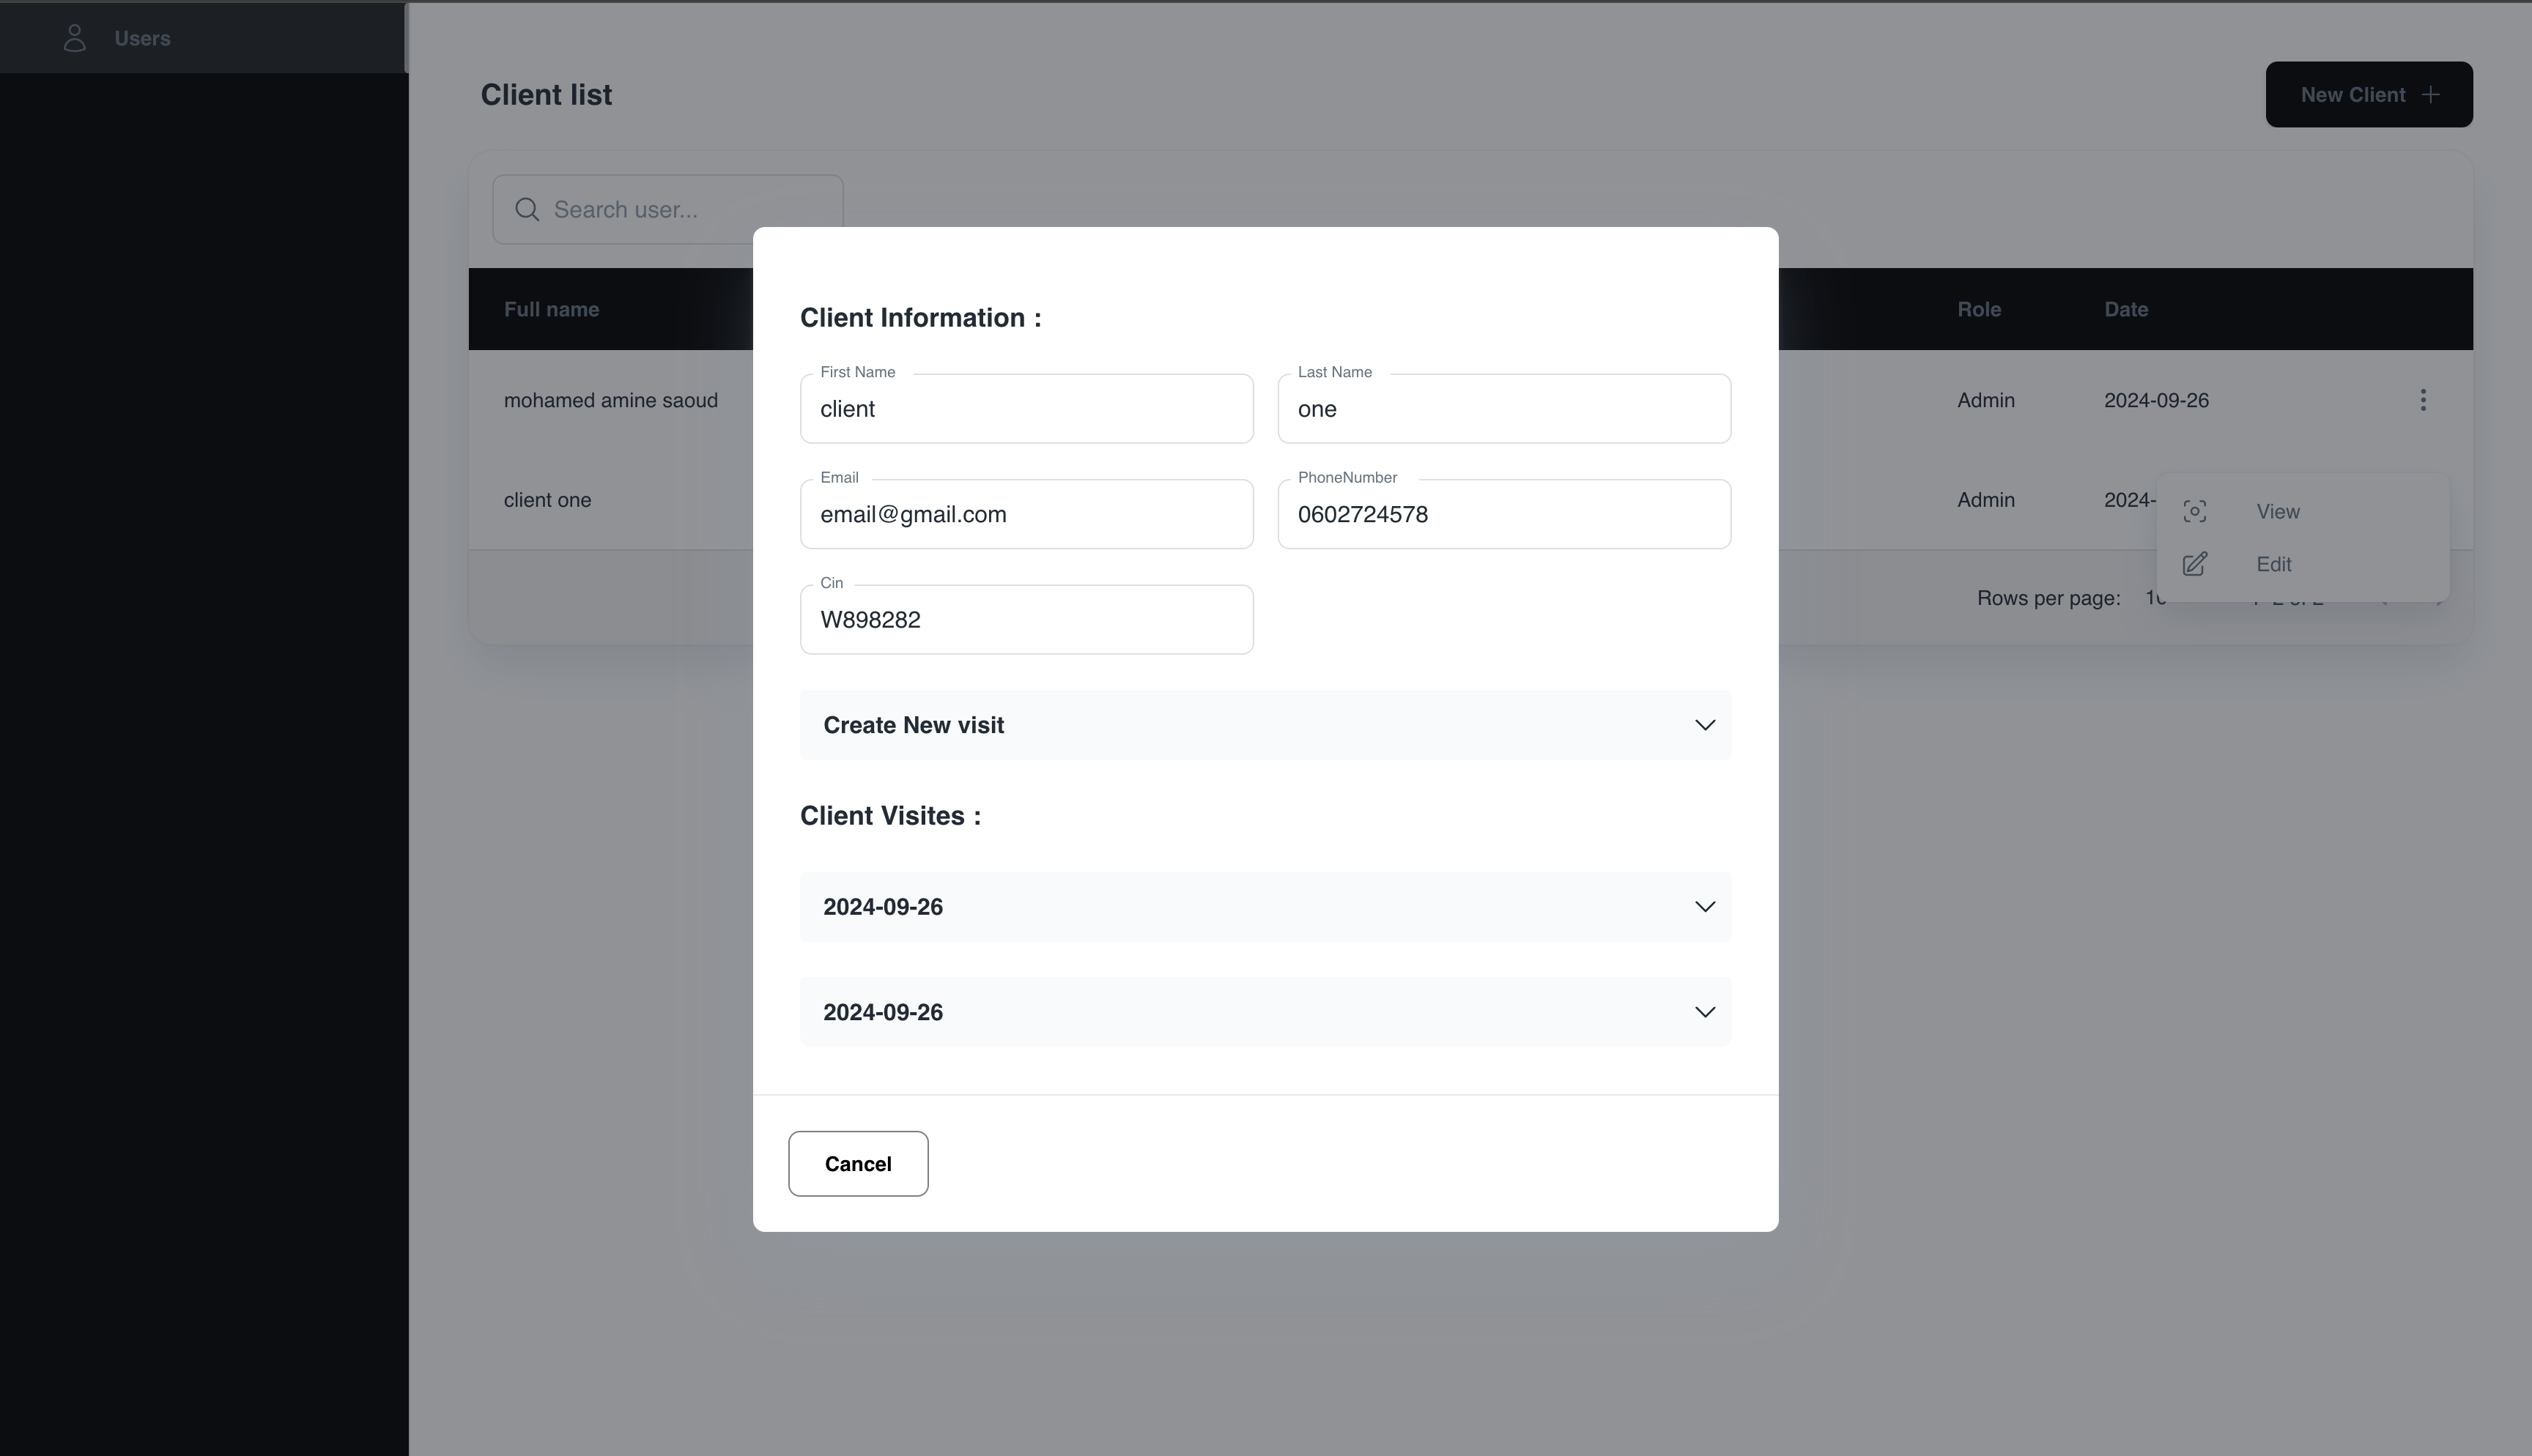 Users
Client list
New Client
Search user...
Full name
Role
Date
mohamed amine saoud
Admin
2024-09-26
client one
Admin
2024-
View
Edit
Rows per page:
Client Information :
First Name
client
Last Name
one
Email
email@gmail.com
PhoneNumber
0602724578
Cin
W898282
Create New visit
Client Visites :
2024-09-26
2024-09-26
Cancel